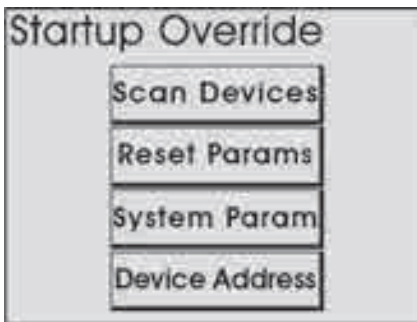 Startup Override
Scan Devices
Reset Params
System Param
Device Address